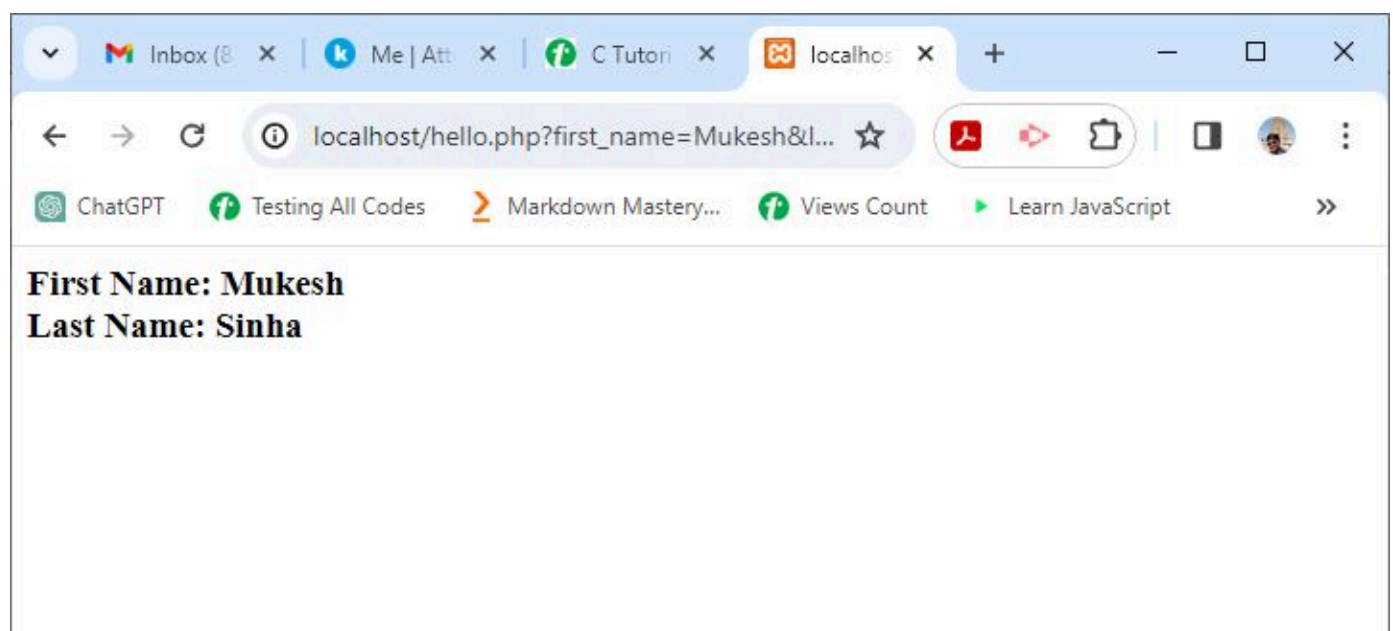 Inbox (8 Me | Att C Tutori localhos
localhost/hello.php?first_name=Mukesh&l...
ChatGPT Testing All Codes Markdown Mastery... Views Count Learn JavaScript »
First Name: Mukesh
Last Name: Sinha